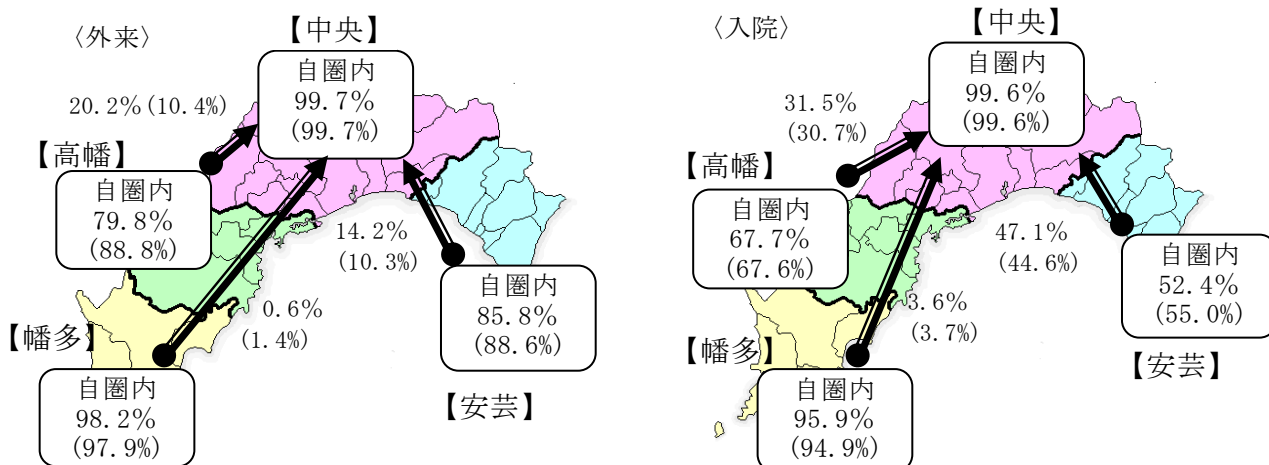 〈外来〉
【中央】
自圏内
99.7%
(99.7%)
20.2%(10.4%)
【高幡】
自圏内
79.8%
(88.8%)
14.2%
(10.3%)
0.6%
(1.4%)
自圏内
85.8%
(88.6%)
【幡多】
自圏内
98.2%
(97.9%)
【安芸】
〈入院〉
【中央】
自圏内
99.6%
(99.6%)
31.5%
(30.7%)
【高幡】
自圏内
67.7%
(67.6%)
47.1%
(44.6%)
自圏内
52.4%
(55.0%)
3.6%
(3.7%)
【幡多】
自圏内
95.9%
(94.9%)
【安芸】